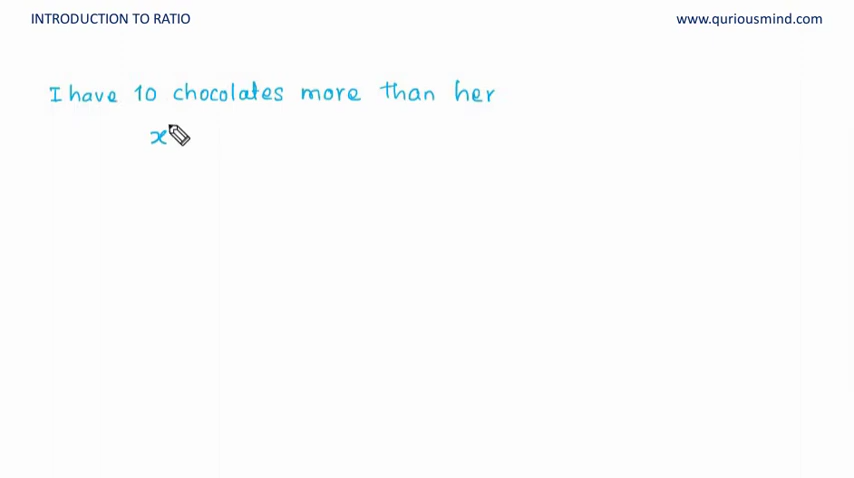 INTRODUCTION TO RATIO
www.quriousmind.com
I have 10 chocolates more than her
x